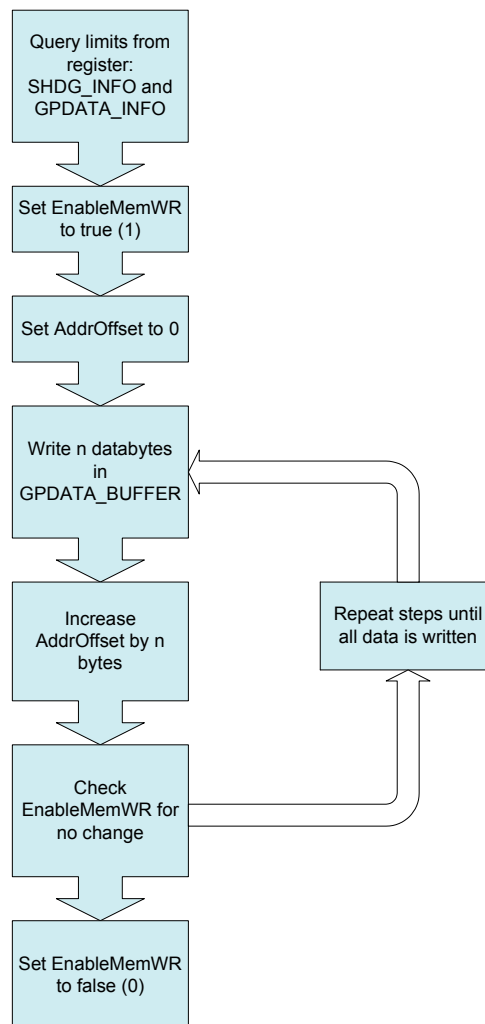 Query limits from
register:
SHDG_INFO and
GPDATA_INFO
Set EnableMemWR
to true (1)
Set AddrOffset to 0
Write n databytes
in
GPDATA_BUFFER
Increase
AddrOffset by n
bytes
Repeat steps until
all data is written
Check
EnableMemWR for
no change
Set EnableMemWR
to false (0)